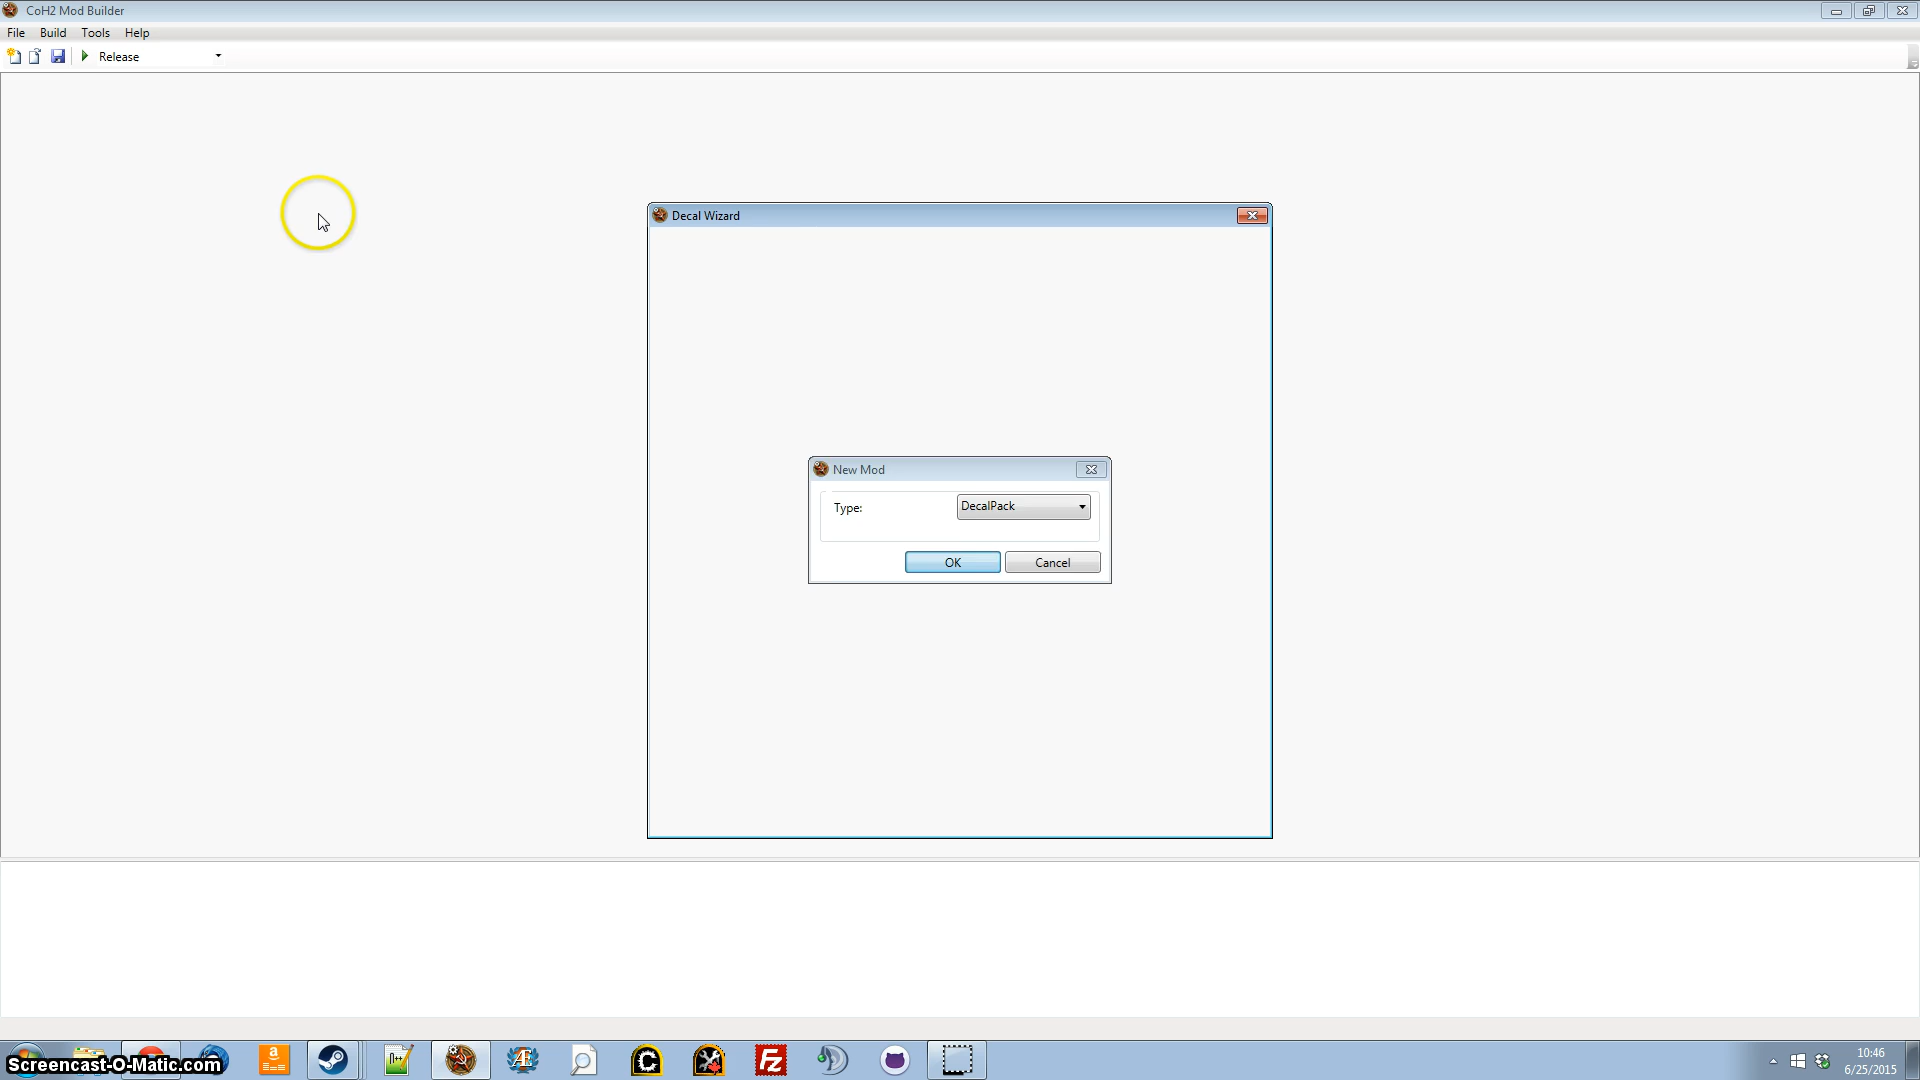 CoH2 Mod Builder
File Build Tools Help
Release
Decal Wizard
New Mod
Type: DecalPack
OK Cancel
Screencast-O-Matic.com
a
n++
Æ
C
FZ
10:46
6/25/2015